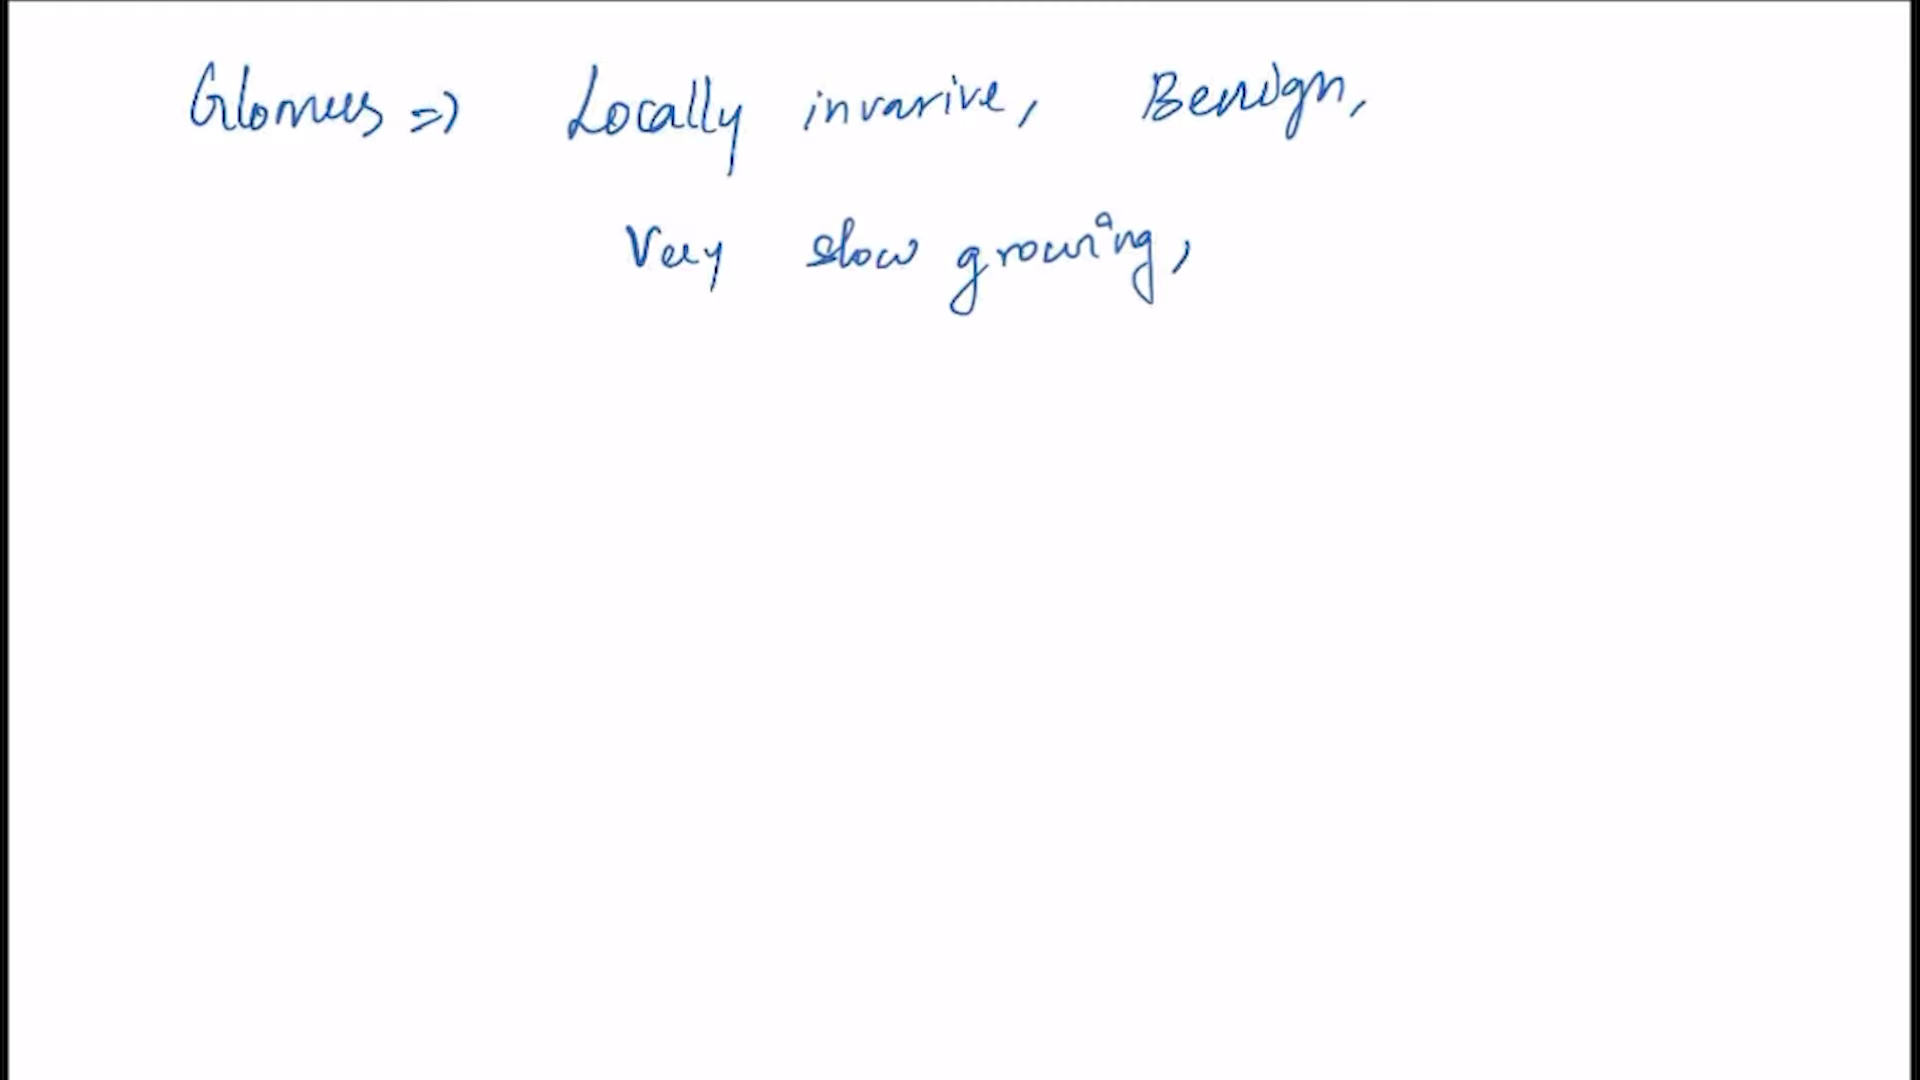 Glomus => Locally invasive, Benign,
Very slow growing,